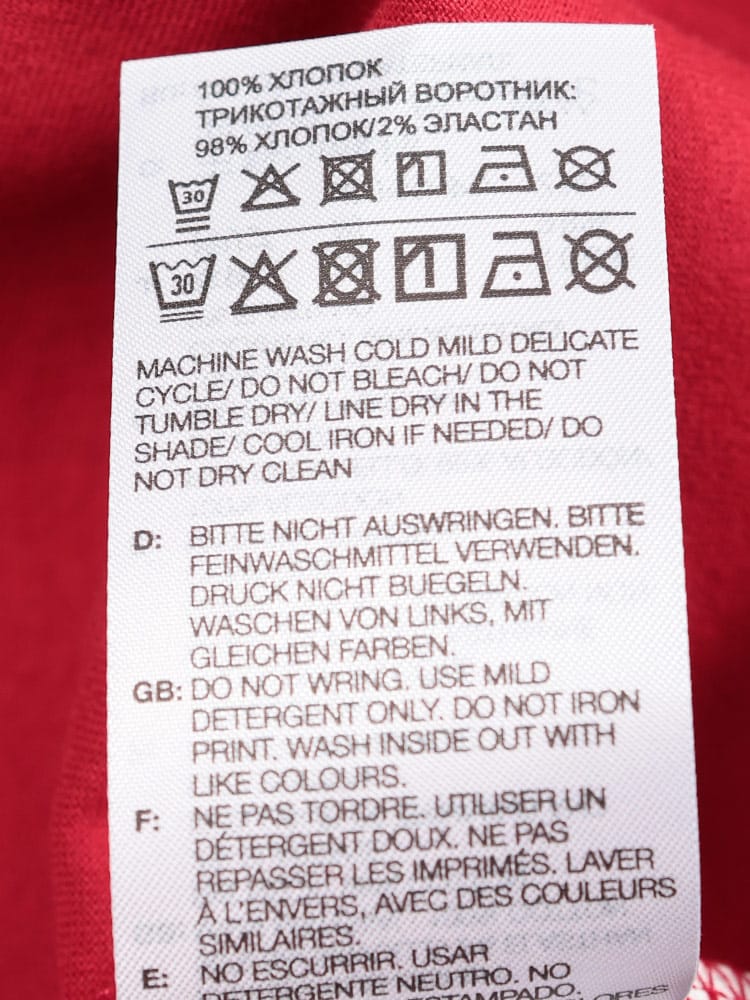 100% ХЛОПОК
ТРИКОТАЖНЫЙ ВОРОТНИК:
98% ХЛОПОК/2% ЭЛАСТАН
30
30
MACHINE WASH COLD MILD DELICATE
CYCLE/ DO NOT BLEACH/ DO NOT
TUMBLE DRY/ LINE DRY IN THE
SHADE/ COOL IRON IF NEEDED/ DO
NOT DRY CLEAN
D: BITTE NICHT AUSWRINGEN. BITTE
FEINWASCHMITTEL VERWENDEN.
DRUCK NICHT BUEGELN.
WASCHEN VON LINKS, MIT
GLEICHEN FARBEN.
GB: DO NOT WRING. USE MILD
DETERGENT ONLY. DO NOT IRON
PRINT. WASH INSIDE OUT WITH
LIKE COLOURS.
F: NE PAS TORDRE. UTILISER UN
DÉTERGENT DOUX. NE PAS
REPASSER LES IMPRIMÉS. LAVER
À L'ENVERS, AVEC DES COULEURS
SIMILAIRES.
E: NO ESCURRIR. USAR
DETERGENTE NEUTRO. NO
ESTAMPADO.